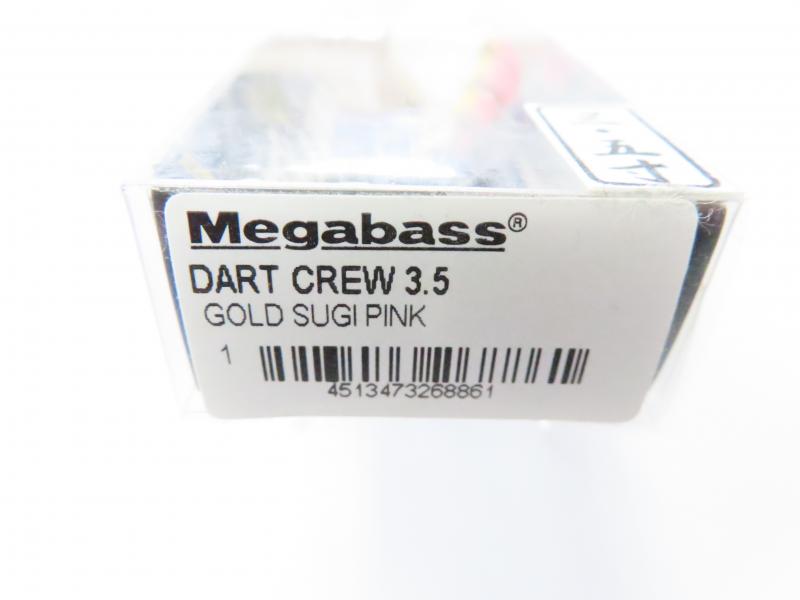 Megabass®
DART CREW 3.5
GOLD SUGI PINK
1
4513473268861